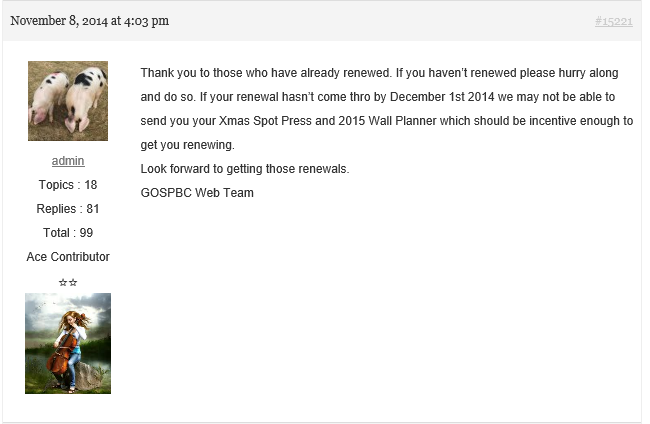 November 8, 2014 at 4:03 pm
#15221
Thank you to those who have already renewed. If you haven't renewed please hurry along
and do so. If your renewal hasn't come thro by December 1st 2014 we may not be able to
send you your Xmas Spot Press and 2015 Wall Planner which should be incentive enough to
get you renewing.
Look forward to getting those renewals.
GOSPBC Web Team
admin
Topics : 18
Replies : 81
Total : 99
Ace Contributor
☆☆